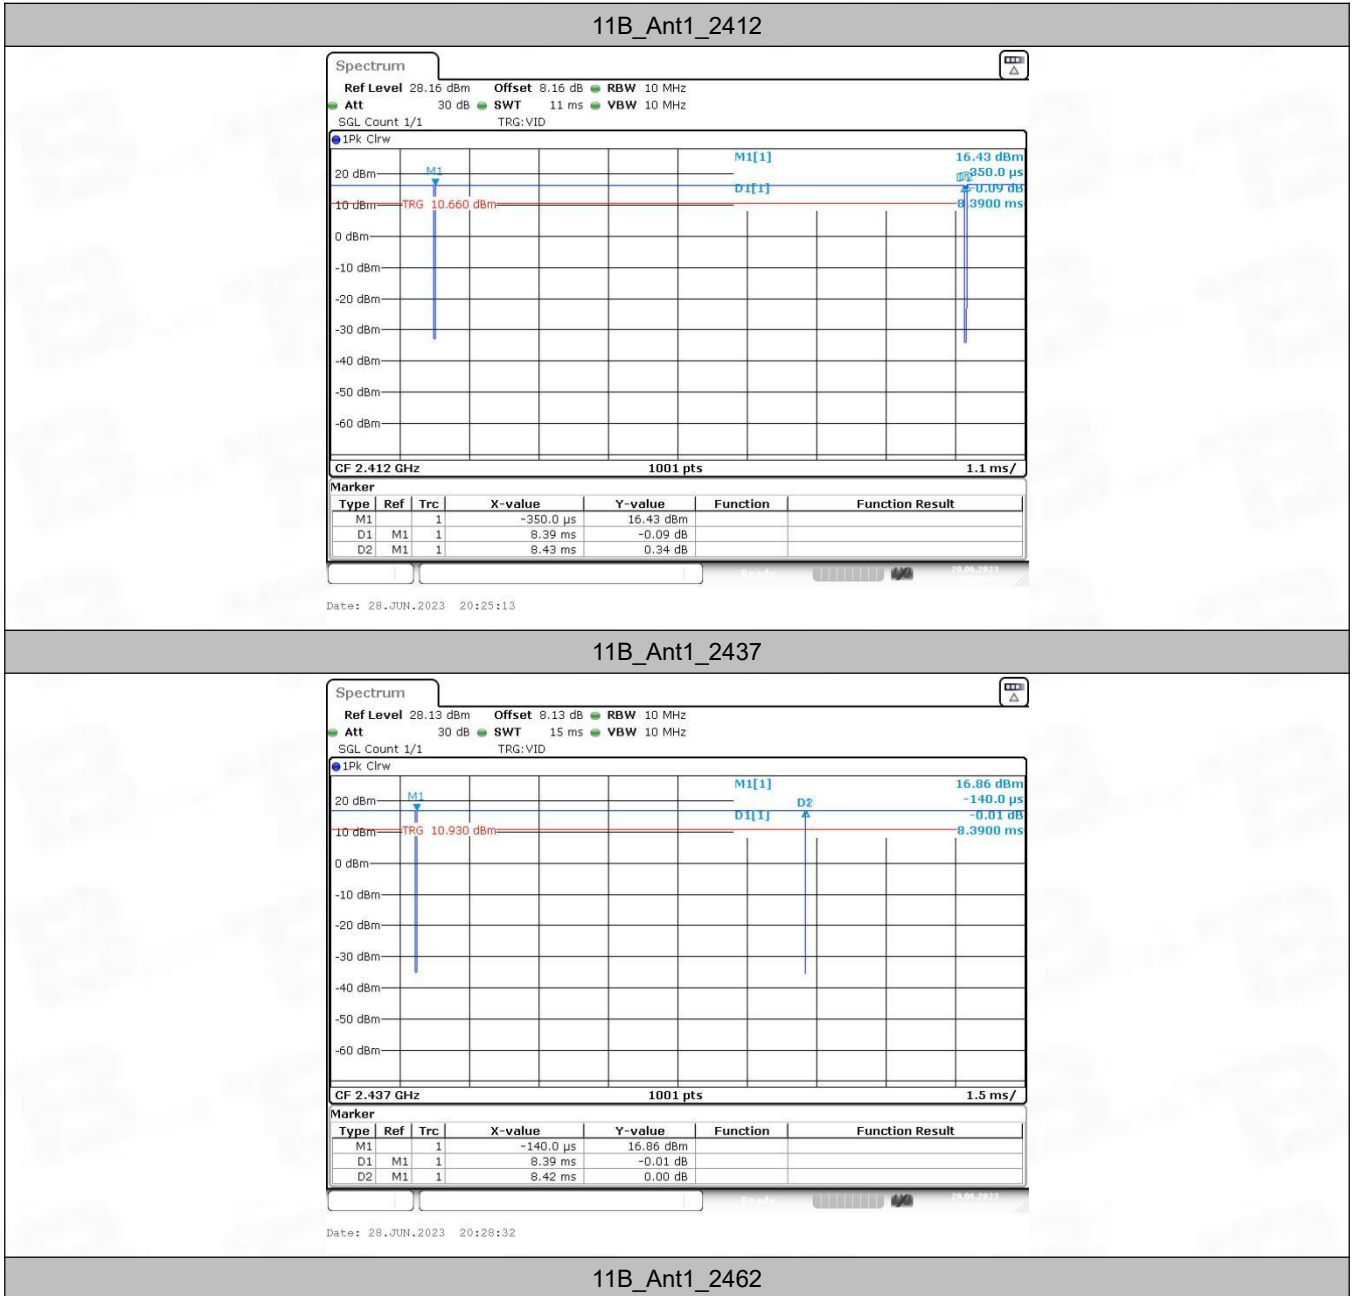 11B_Ant1_2412
Spectrum
Ref Level 28.16 dBm Offset 8.16 dB RBW 10 MHz
Att 30 dB SWT 11 ms VBW 10 MHz
SGL Count 1/1 TRG:VID
1Pk Clrw
M1[1] 16.43 dBm
-350.0 µs
D1[1] -0.09 dB
8.3900 ms
M1
20 dBm
10 dBm
TRG 10.660 dBm
0 dBm
-10 dBm
-20 dBm
-30 dBm
-40 dBm
-50 dBm
-60 dBm
CF 2.412 GHz 1001 pts 1.1 ms/
Marker
Type Ref Trc X-value Y-value Function Function Result
M1 1 -350.0 µs 16.43 dBm
D1 M1 1 8.39 ms -0.09 dB
D2 M1 1 8.43 ms 0.34 dB
Ready 28.06.2023
Date: 28.JUN.2023 20:25:13
11B_Ant1_2437
Spectrum
Ref Level 28.13 dBm Offset 8.13 dB RBW 10 MHz
Att 30 dB SWT 15 ms VBW 10 MHz
SGL Count 1/1 TRG:VID
1Pk Clrw
M1[1] 16.86 dBm
-140.0 µs
D1[1] -0.01 dB
8.3900 ms
M1
D2
20 dBm
10 dBm
TRG 10.930 dBm
0 dBm
-10 dBm
-20 dBm
-30 dBm
-40 dBm
-50 dBm
-60 dBm
CF 2.437 GHz 1001 pts 1.5 ms/
Marker
Type Ref Trc X-value Y-value Function Function Result
M1 1 -140.0 µs 16.86 dBm
D1 M1 1 8.39 ms -0.01 dB
D2 M1 1 8.42 ms 0.00 dB
Ready 28.06.2023
Date: 28.JUN.2023 20:28:32
11B_Ant1_2462